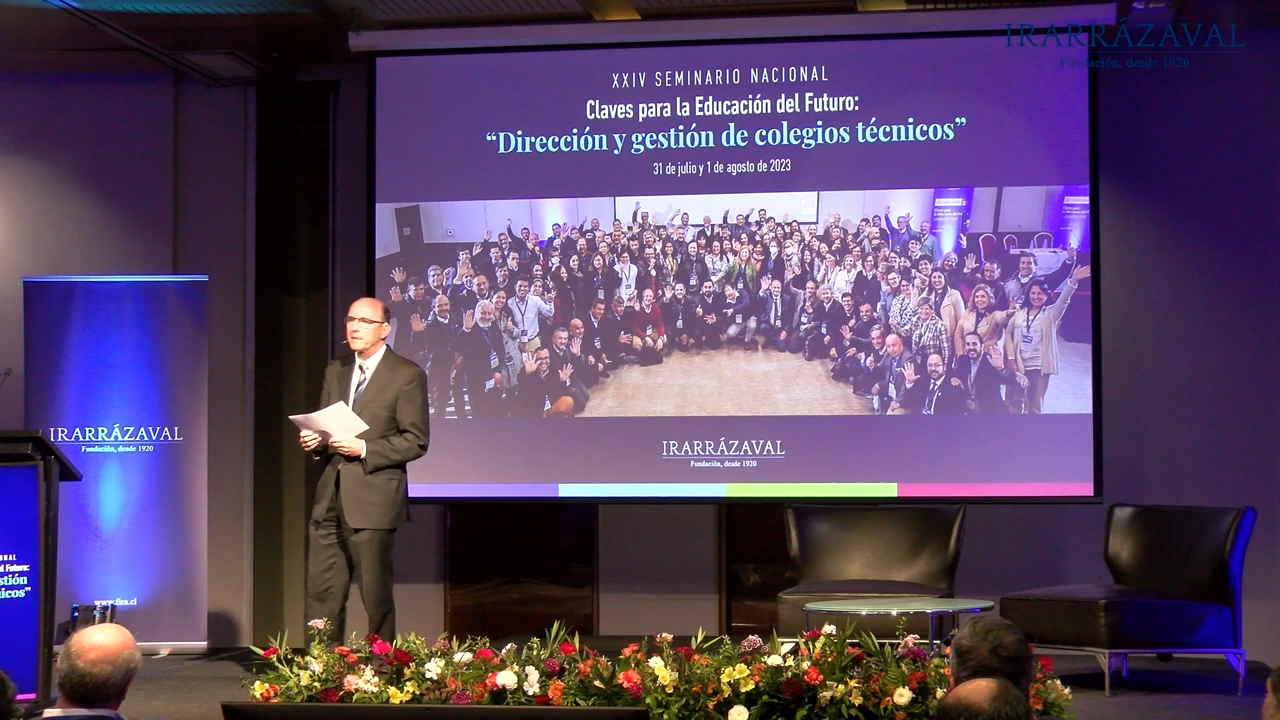 IRARRÁZAVAL
Fundación, desde 1920
XXIV SEMINARIO NACIONAL
Claves para la Educación del Futuro:
“Dirección y gestión de colegios técnicos”
31 de julio y 1 de agosto de 2023
IRARRÁZAVAL
Fundación, desde 1920
IRARRÁZAVAL
Fundación, desde 1920
www.fira.cl